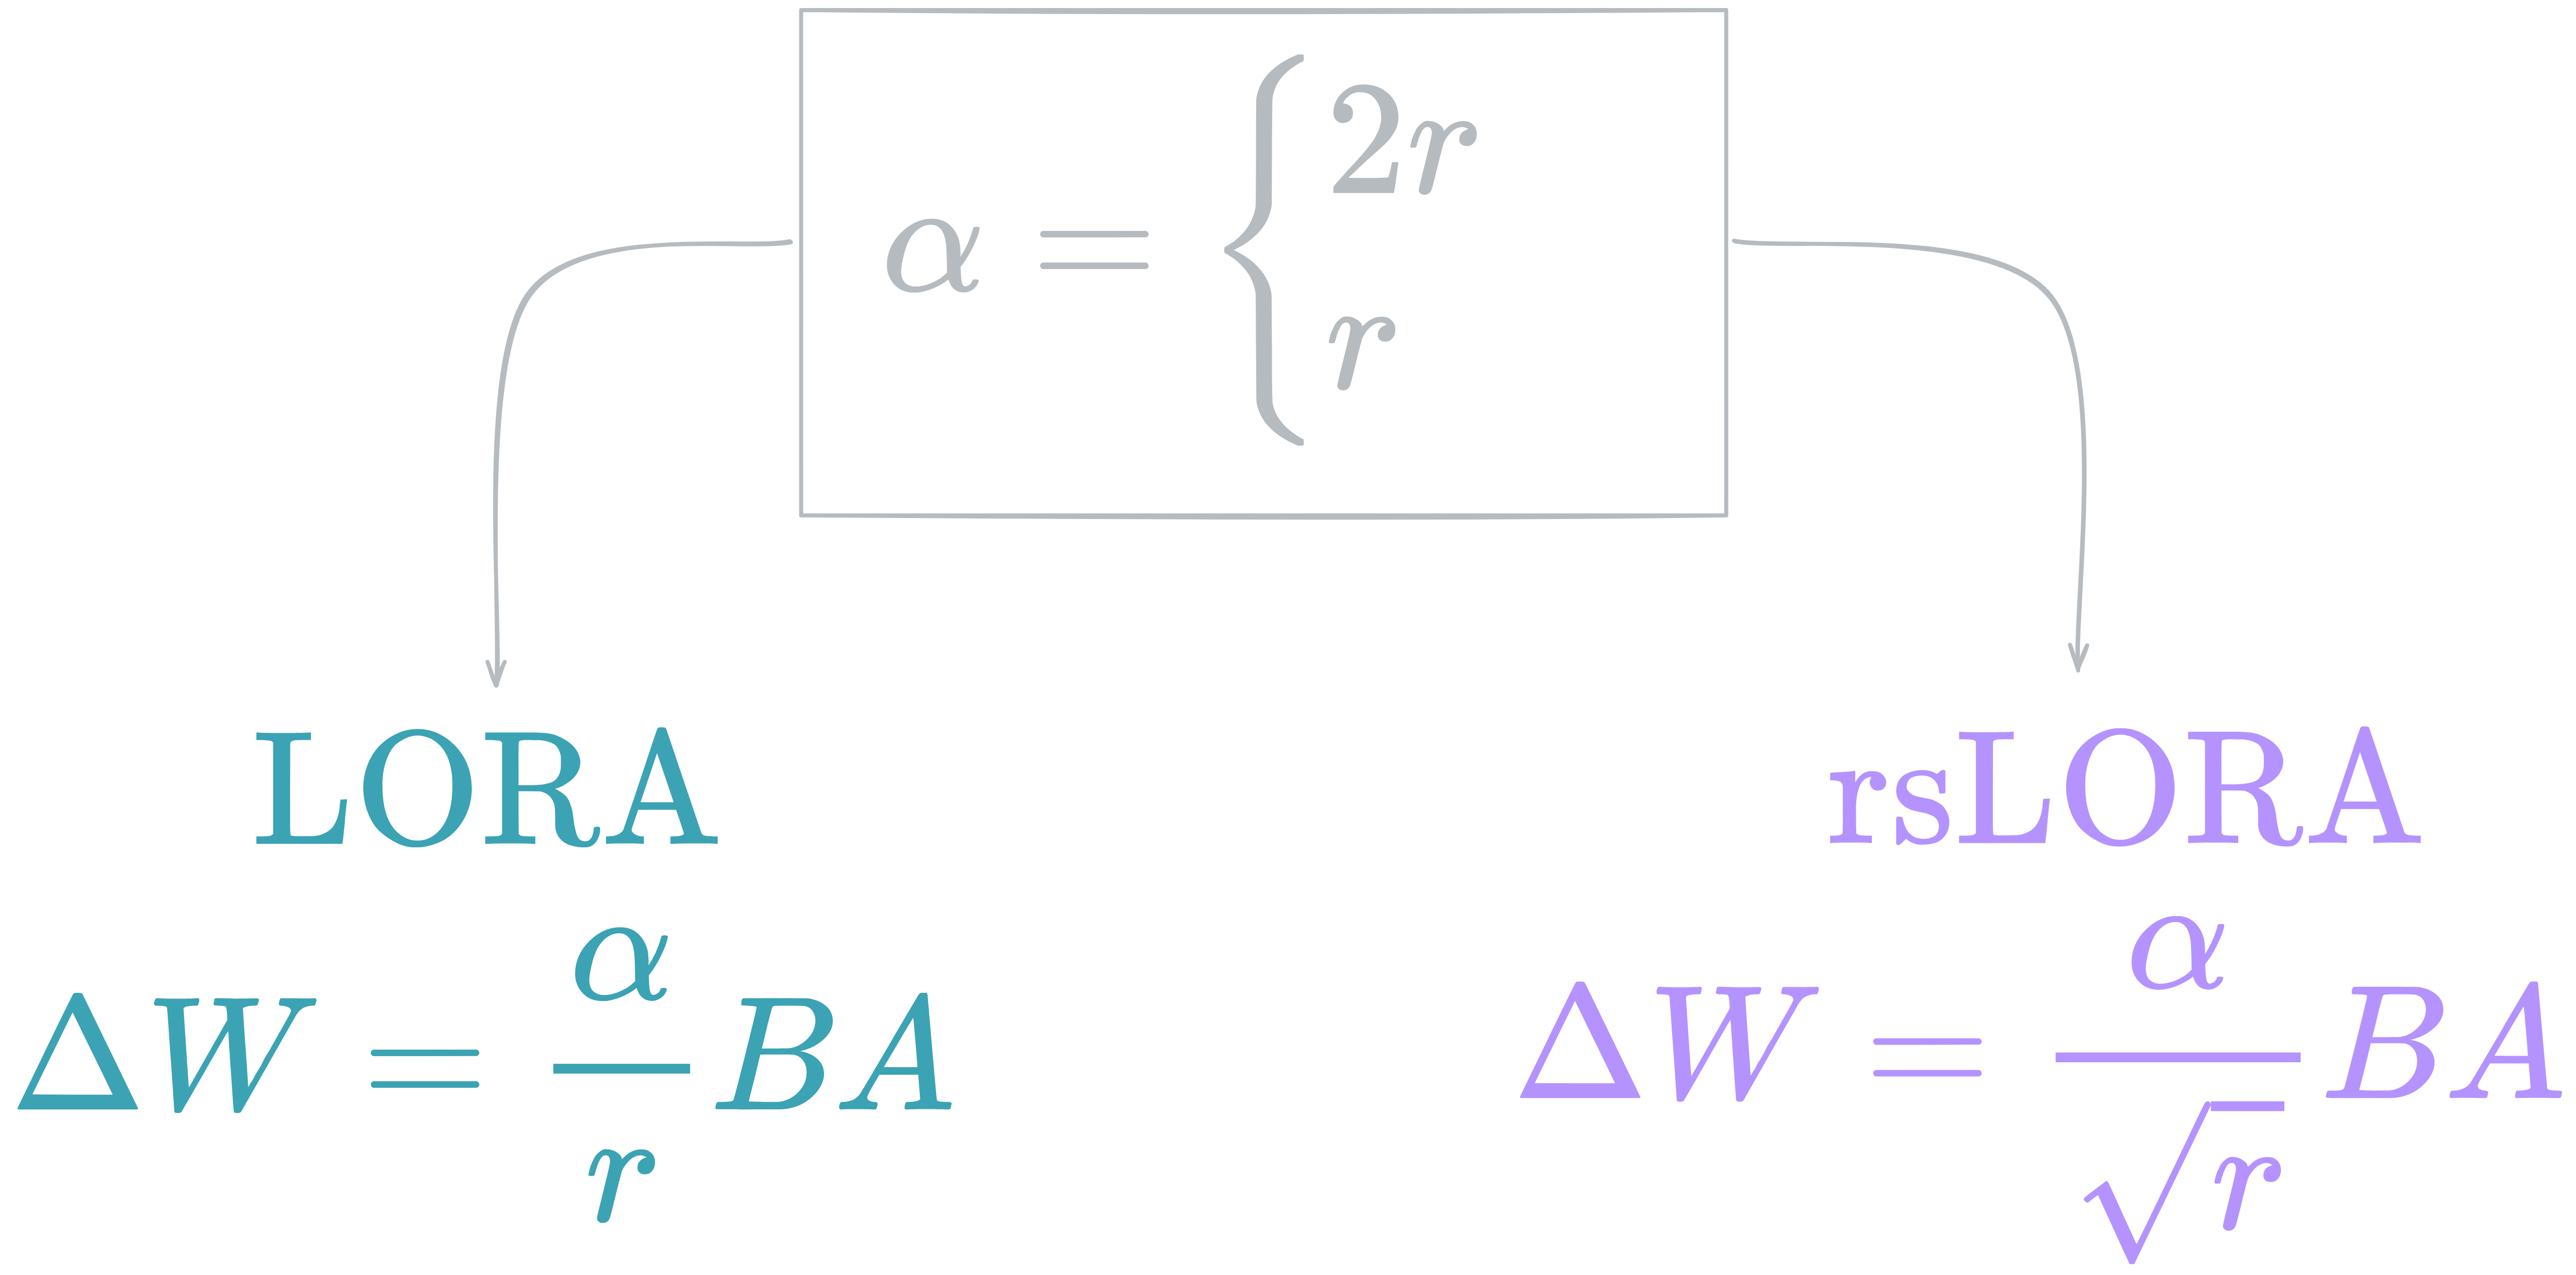 α = { 2r
r
LORA
ΔW = α/r BA
rsLORA
ΔW = α/√r BA